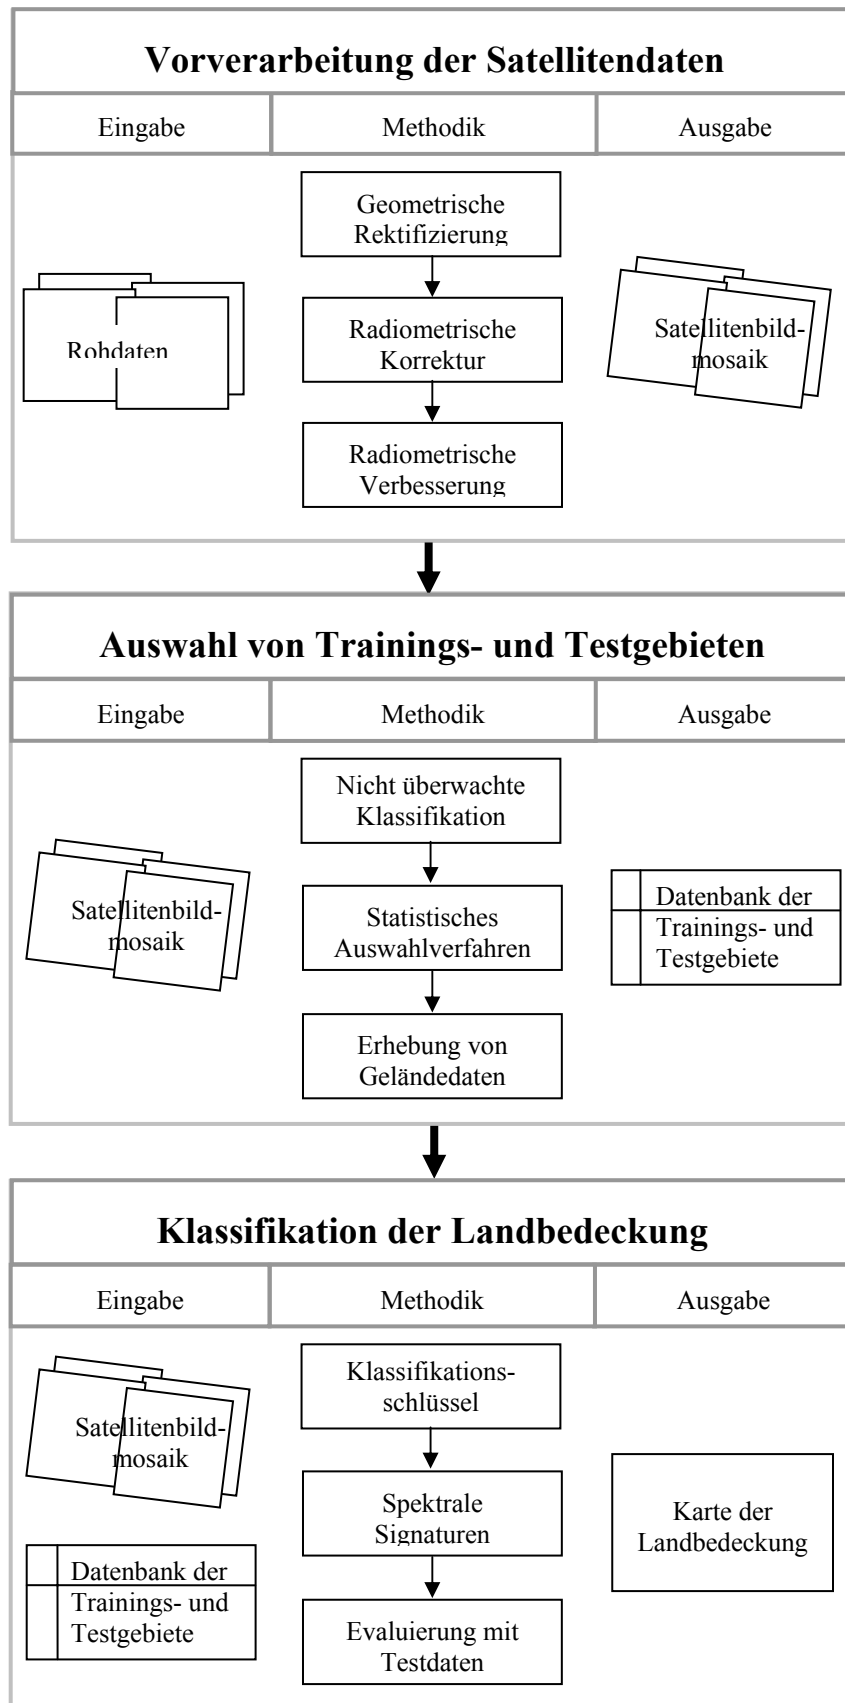 Vorverarbeitung der Satellitendaten
Eingabe
Methodik
Ausgabe
Rohdaten
Geometrische
Rektifizierung
Radiometrische
Korrektur
Radiometrische
Verbesserung
Satellitenbild-
mosaik
Auswahl von Trainings- und Testgebieten
Eingabe
Methodik
Ausgabe
Satellitenbild-
mosaik
Nicht überwachte
Klassifikation
Statistisches
Auswahlverfahren
Erhebung von
Geländedaten
Datenbank der
Trainings- und
Testgebiete
Klassifikation der Landbedeckung
Eingabe
Methodik
Ausgabe
Satellitenbild-
mosaik
Datenbank der
Trainings- und
Testgebiete
Klassifikations-
schlüssel
Spektrale
Signaturen
Evaluierung mit
Testdaten
Karte der
Landbedeckung